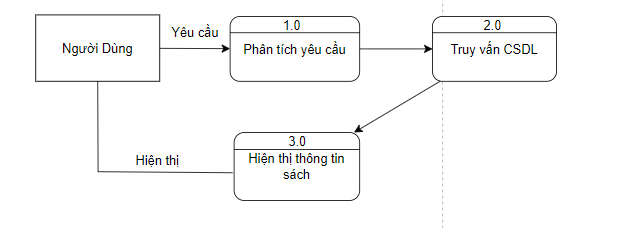 1.0
2.0
Yêu cầu
Người Dùng
Phân tích yêu cầu
Truy vấn CSDL
3.0
Hiện thị
Hiện thị thông tin
sách